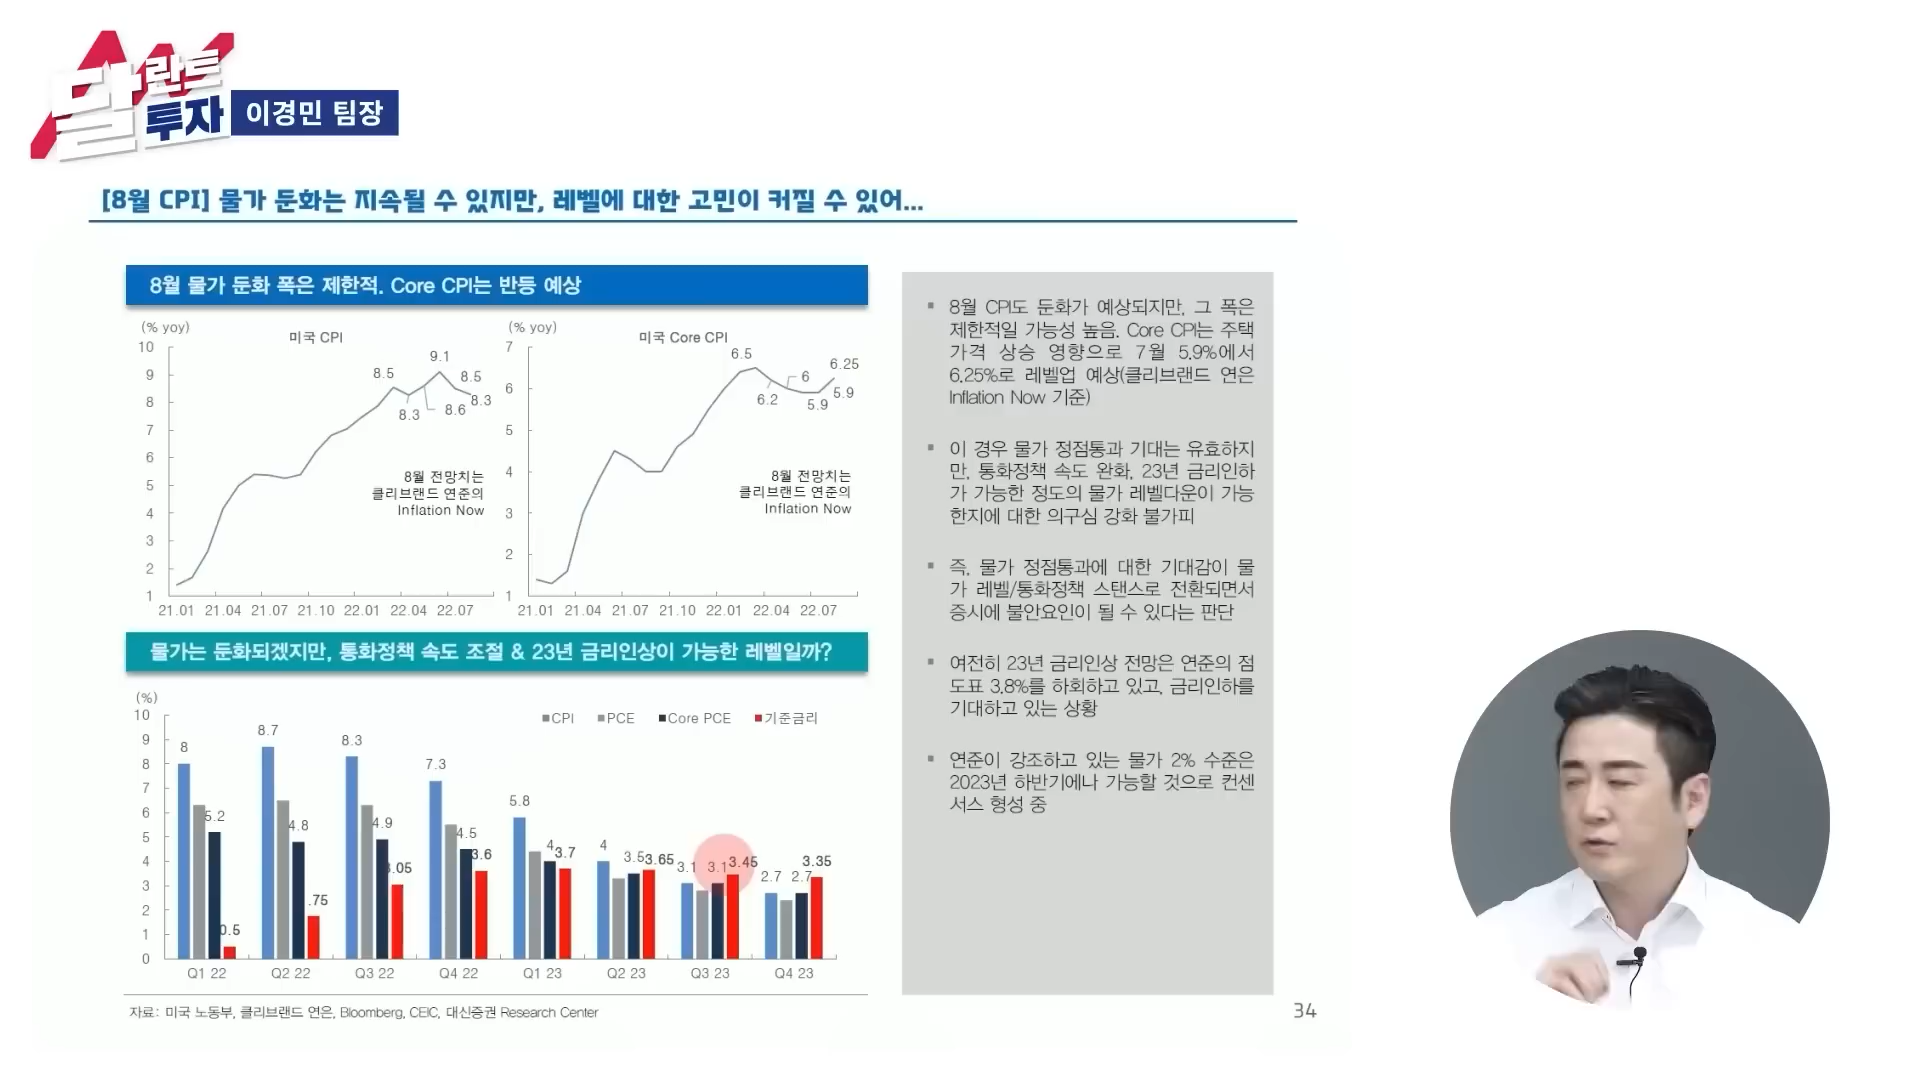 달란트
투자
이경민 팀장
[8월 CPI] 물가 둔화는 지속될 수 있지만, 레벨에 대한 고민이 커질 수 있어...
8월 물가 둔화 폭은 제한적. Core CPI는 반등 예상
(% yoy)
미국 CPI
10
9
8
7
6
5
4
3
2
1
8.5
8.3
9.1
8.6
8.5
8.3
8월 전망치는
클리브랜드 연준의
Inflation Now
21.01 21.04 21.07 21.10 22.01 22.04 22.07
(% yoy)
미국 Core CPI
7
6
5
4
3
2
1
6.5
6.2
6
5.9
5.9
6.25
8월 전망치는
클리브랜드 연준의
Inflation Now
21.01 21.04 21.07 21.10 22.01 22.04 22.07
물가는 둔화되겠지만, 통화정책 속도 조절 & 23년 금리인상이 가능한 레벨일까?
(%)
CPI PCE Core PCE 기준금리
10
9
8
7
6
5
4
3
2
1
0
8 5.2 0.5
8.7 4.8 .75
8.3 4.9 3.05
7.3 4.5 3.6
5.8 4 3.7
4 3.5 3.65
3.1 3.1 3.45
2.7 2.7 3.35
Q1 22 Q2 22 Q3 22 Q4 22 Q1 23 Q2 23 Q3 23 Q4 23
자료: 미국 노동부, 클리브랜드 연은, Bloomberg, CEIC, 대신증권 Research Center
▪ 8월 CPI도 둔화가 예상되지만, 그 폭은
제한적일 가능성 높음. Core CPI는 주택
가격 상승 영향으로 7월 5.9%에서
6.25%로 레벨업 예상(클리브랜드 연은
Inflation Now 기준)
▪ 이 경우 물가 정점통과 기대는 유효하지
만, 통화정책 속도 완화, 23년 금리인하
가 가능한 정도의 물가 레벨다운이 가능
한지에 대한 의구심 강화 불가피
▪ 즉, 물가 정점통과에 대한 기대감이 물
가 레벨/통화정책 스탠스로 전환되면서
증시에 불안요인이 될 수 있다는 판단
▪ 여전히 23년 금리인상 전망은 연준의 점
도표 3.8%를 하회하고 있고, 금리인하를
기대하고 있는 상황
▪ 연준이 강조하고 있는 물가 2% 수준은
2023년 하반기에나 가능할 것으로 컨센
서스 형성 중
34